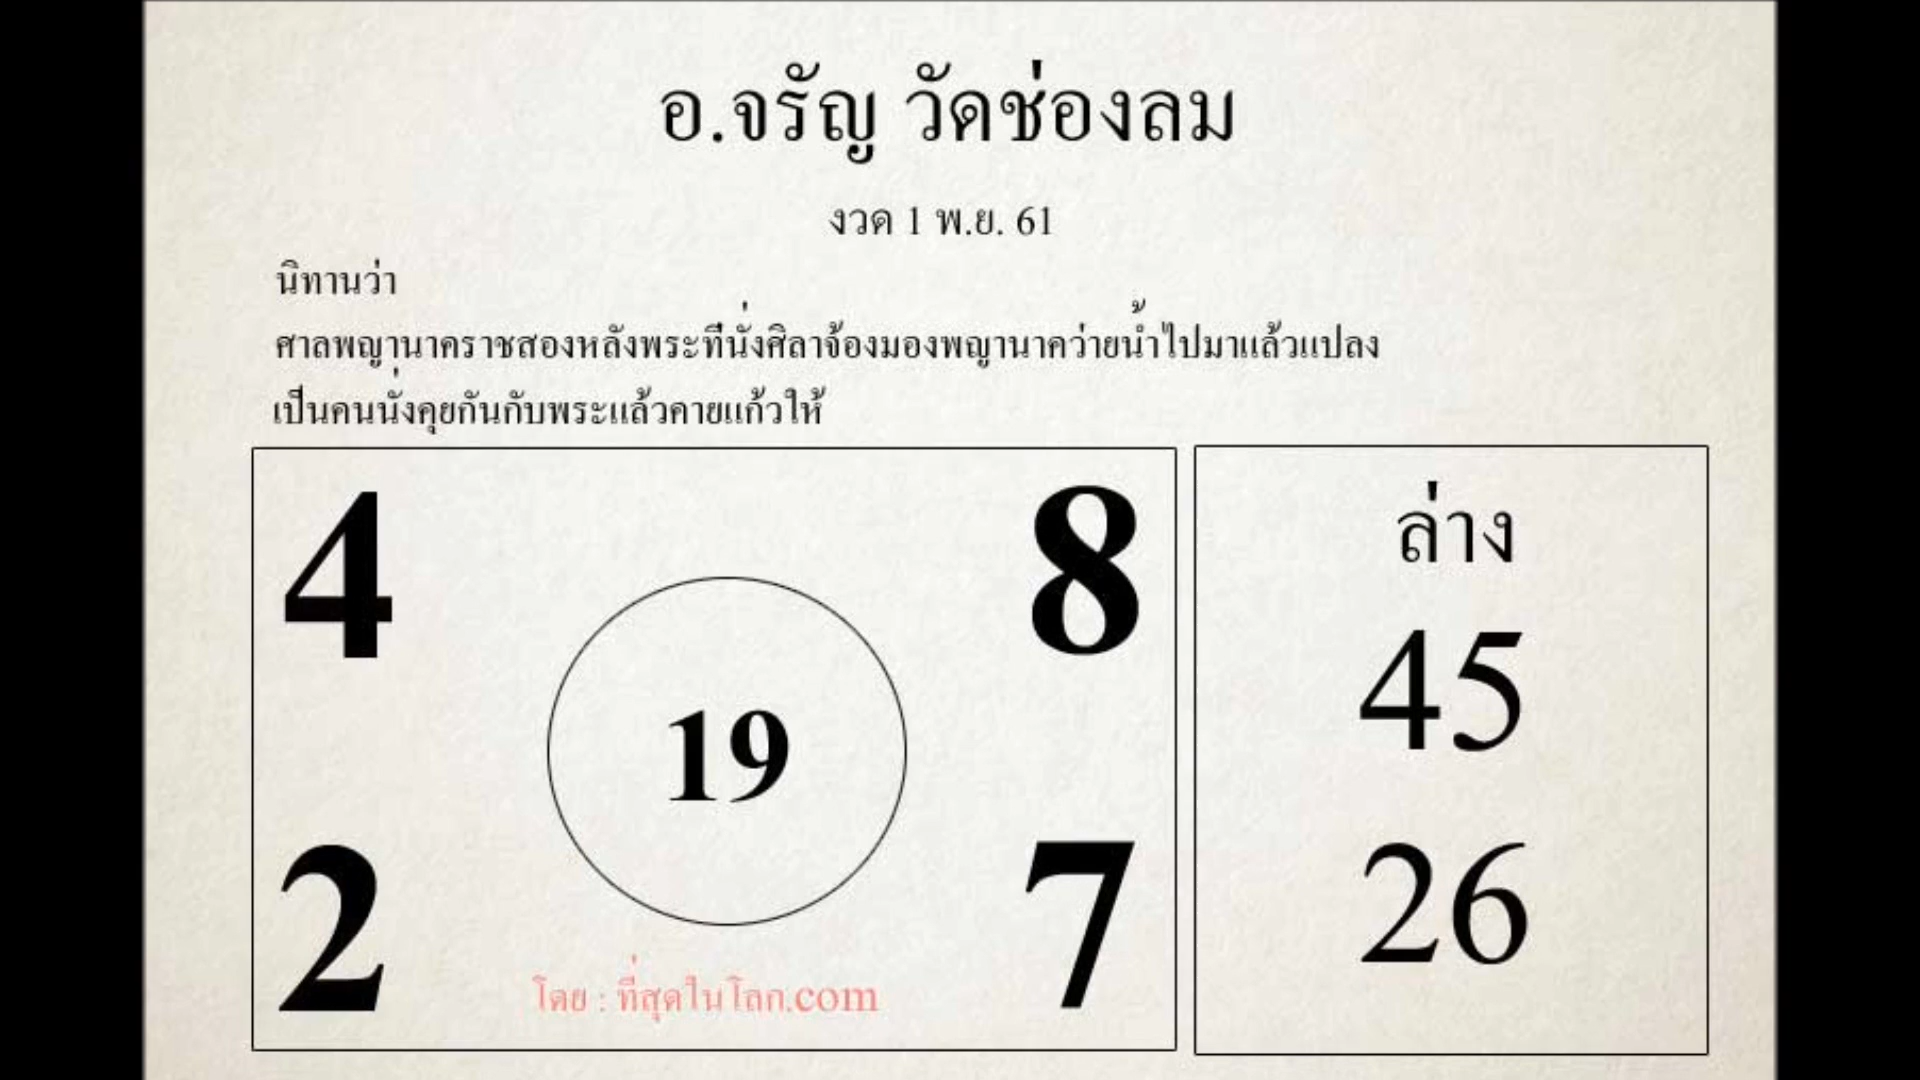 อ.จรัญ วัดช่องลม
งวด 1 พ.ย. 61
นิทานว่า
ศาลพญานาคราชสองหลังพระที่นั่งศิลาจ้องมองพญานาคว่ายน้ำไปมาแล้วแปลง
เป็นคนนั่งคุยกันกับพระแล้วคายแก้วให้
4 8
19
2 7
โดย : ที่สุดในโลก.com
ล่าง
45
26